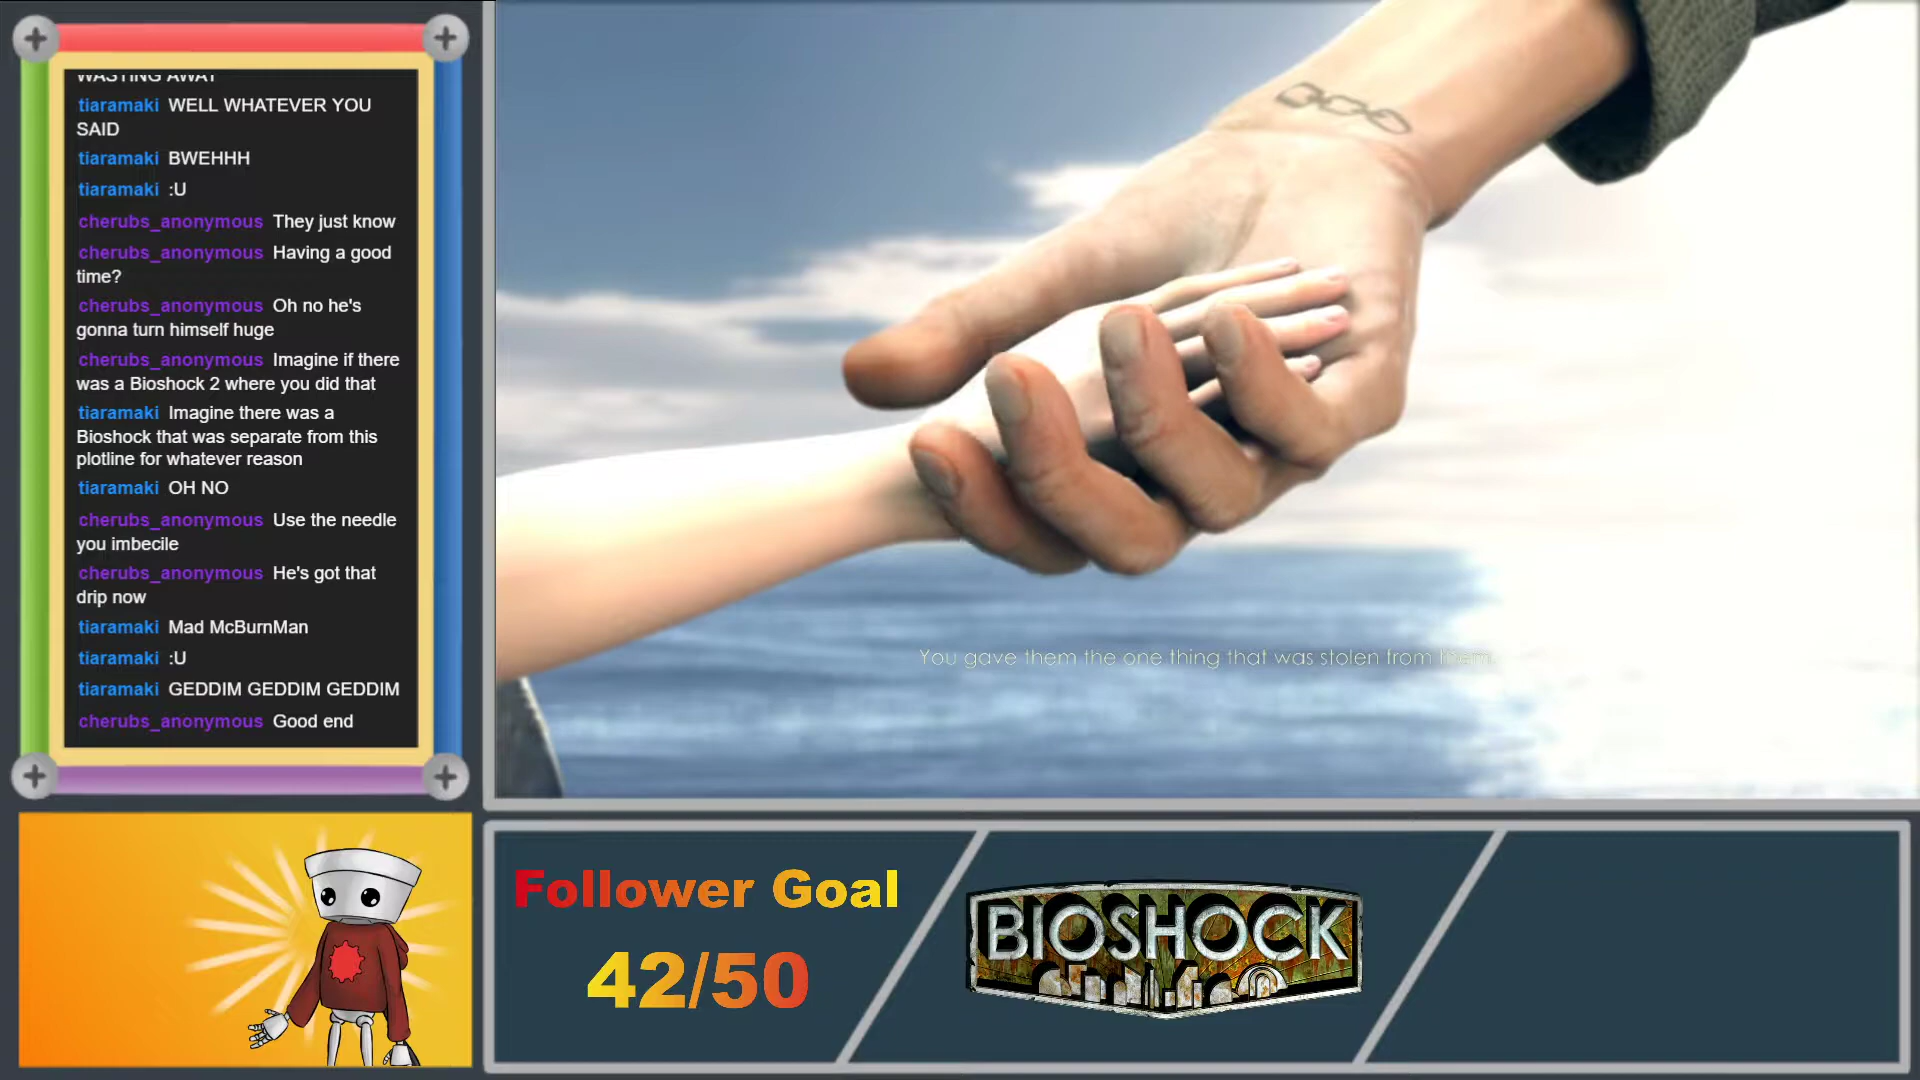 WASTING AWAY
tiaramaki WELL WHATEVER YOU
SAID
tiaramaki BWEHHH
tiaramaki :U
cherubs_anonymous They just know
cherubs_anonymous Having a good
time?
cherubs_anonymous Oh no he's
gonna turn himself huge
cherubs_anonymous Imagine if there
was a Bioshock 2 where you did that
tiaramaki Imagine there was a
Bioshock that was separate from this
plotline for whatever reason
tiaramaki OH NO
cherubs_anonymous Use the needle
you imbecile
cherubs_anonymous He's got that
drip now
tiaramaki Mad McBurnMan
tiaramaki :U
tiaramaki GEDDIM GEDDIM GEDDIM
cherubs_anonymous Good end
You gave them the one thing that was stolen from them.
Follower Goal
42/50
BIOSHOCK